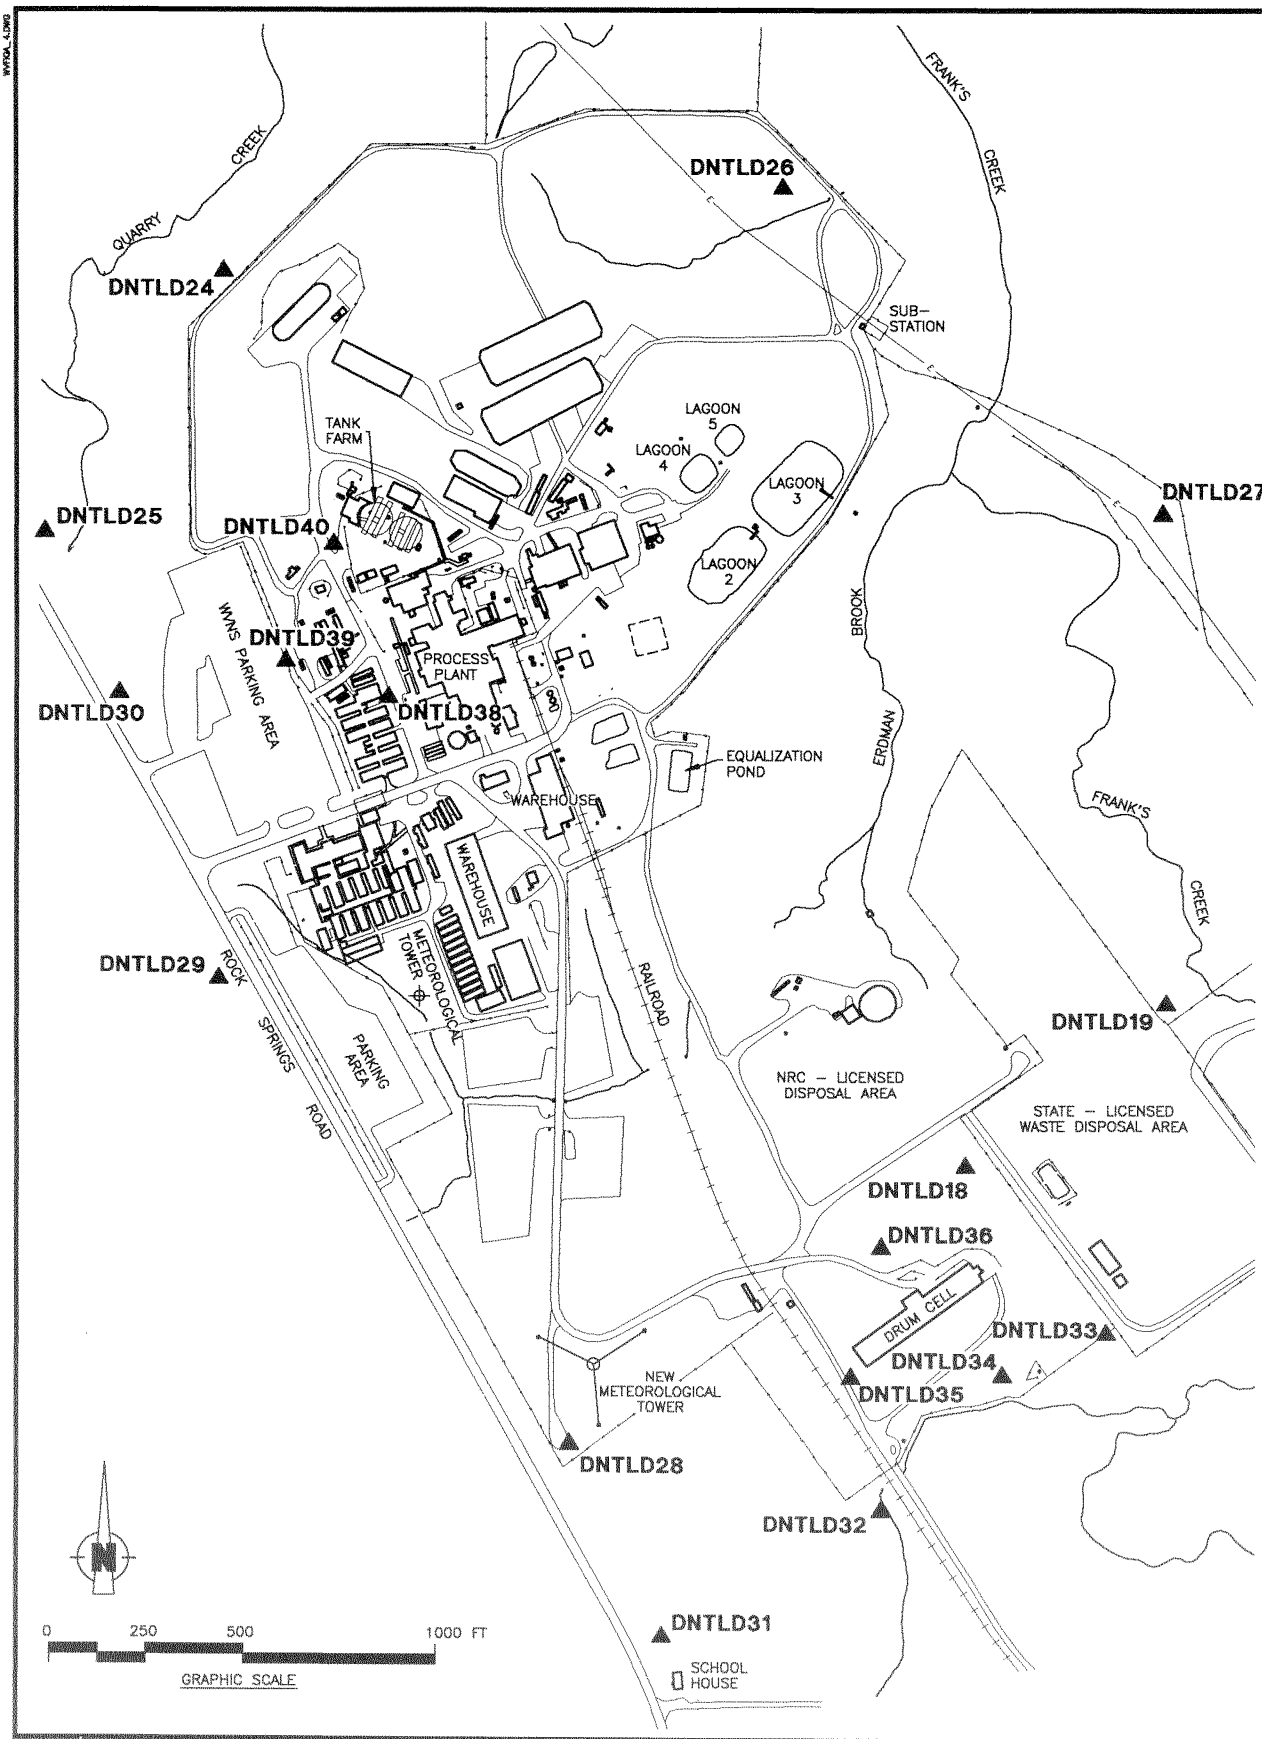 FRANK'S
CREEK
CREEK
QUARRY
DNTLD26
DNTLD24
SUB-
STATION
LAGOON
5
TANK
FARM
LAGOON
4
LAGOON
3
DNTLD27
DNTLD25
DNTLD40
LAGOON
2
BROOK
ERDMAN
WVNS PARKING AREA
DNTLD39
PROCESS
PLANT
DNTLD30
DNTLD38
EQUALIZATION
POND
WAREHOUSE
FRANK'S
CREEK
WAREHOUSE
METEOROLOGICAL
TOWER
DNTLD29
ROCK
SPRINGS
ROAD
RAILROAD
PARKING
AREA
DNTLD19
NRC - LICENSED
DISPOSAL AREA
STATE - LICENSED
WASTE DISPOSAL AREA
DNTLD18
DNTLD36
DRUM CELL
DNTLD33
DNTLD34
DNTLD35
NEW
METEOROLOGICAL
TOWER
DNTLD28
DNTLD32
N
0 250 500 1000 FT
GRAPHIC SCALE
DNTLD31
SCHOOL
HOUSE